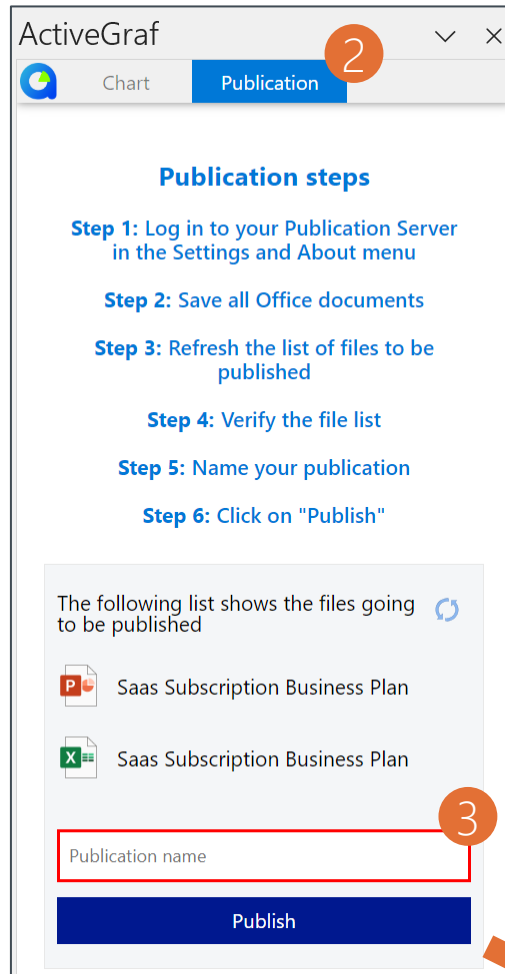 ActiveGraf
2
Chart
Publication
Publication steps
Step 1: Log in to your Publication Server
in the Settings and About menu
Step 2: Save all Office documents
Step 3: Refresh the list of files to be
published
Step 4: Verify the file list
Step 5: Name your publication
Step 6: Click on "Publish"
The following list shows the files going
to be published
P
Saas Subscription Business Plan
X
Saas Subscription Business Plan
3
Publication name
Publish